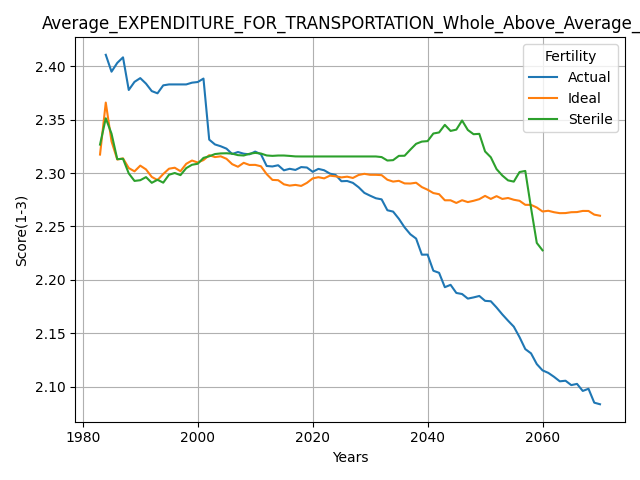 Average_EXPENDITURE_FOR_TRANSPORTATION_Whole_Above_Average_
Fertility
Actual
Ideal
Sterile
2.40
2.35
2.30
2.25
2.20
2.15
2.10
Score(1-3)
1980 2000 2020 2040 2060
Years